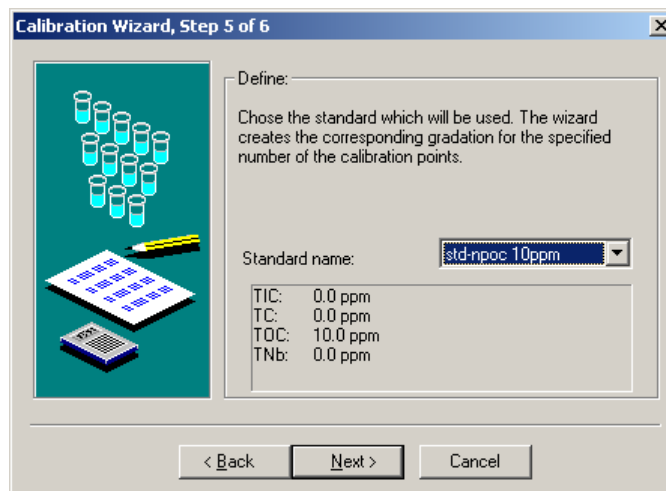 Calibration Wizard, Step 5 of 6
Define:
Chose the standard which will be used. The wizard
creates the corresponding gradation for the specified
number of the calibration points.
Standard name:
std-npoc 10ppm
TIC: 0.0 ppm
TC: 0.0 ppm
TOC: 10.0 ppm
TNb: 0.0 ppm
< Back
Next >
Cancel